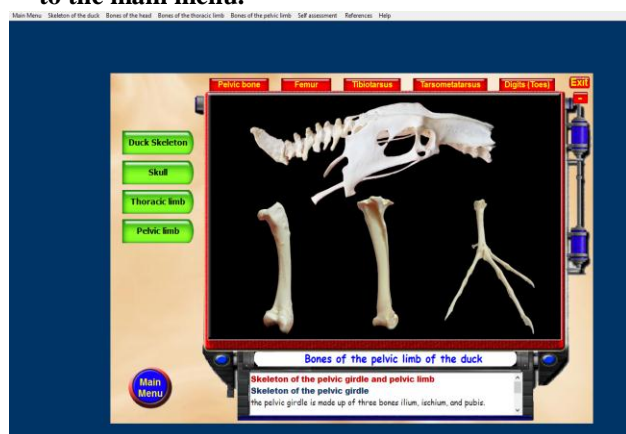 to the main menu.
Main Menu Skeleton of the duck Bones of the head Bones of the thoracic limb Bones of the pelvic limb Self assessment References Help
Pelvic bone Femur Tibiotarsus Tarsometatarsus Digits (Toes) Exit
Duck Skeleton
Skull
Thoracic limb
Pelvic limb
Bones of the pelvic limb of the duck
Main
Menu
Skeleton of the pelvic girdle and pelvic limb
Skeleton of the pelvic girdle
the pelvic girdle is made up of three bones ilium, ischium, and pubis.